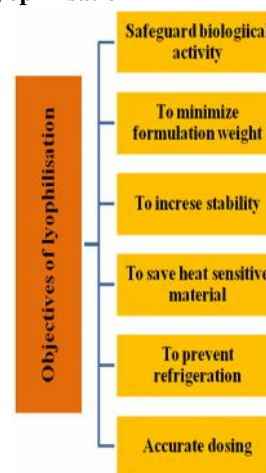 Objectives of lyophilisation
Safeguard biologiical
activity
To minimize
formulation weight
To increse stability
To save heat sensitive
material
To prevent
refrigeration
Accurate dosing